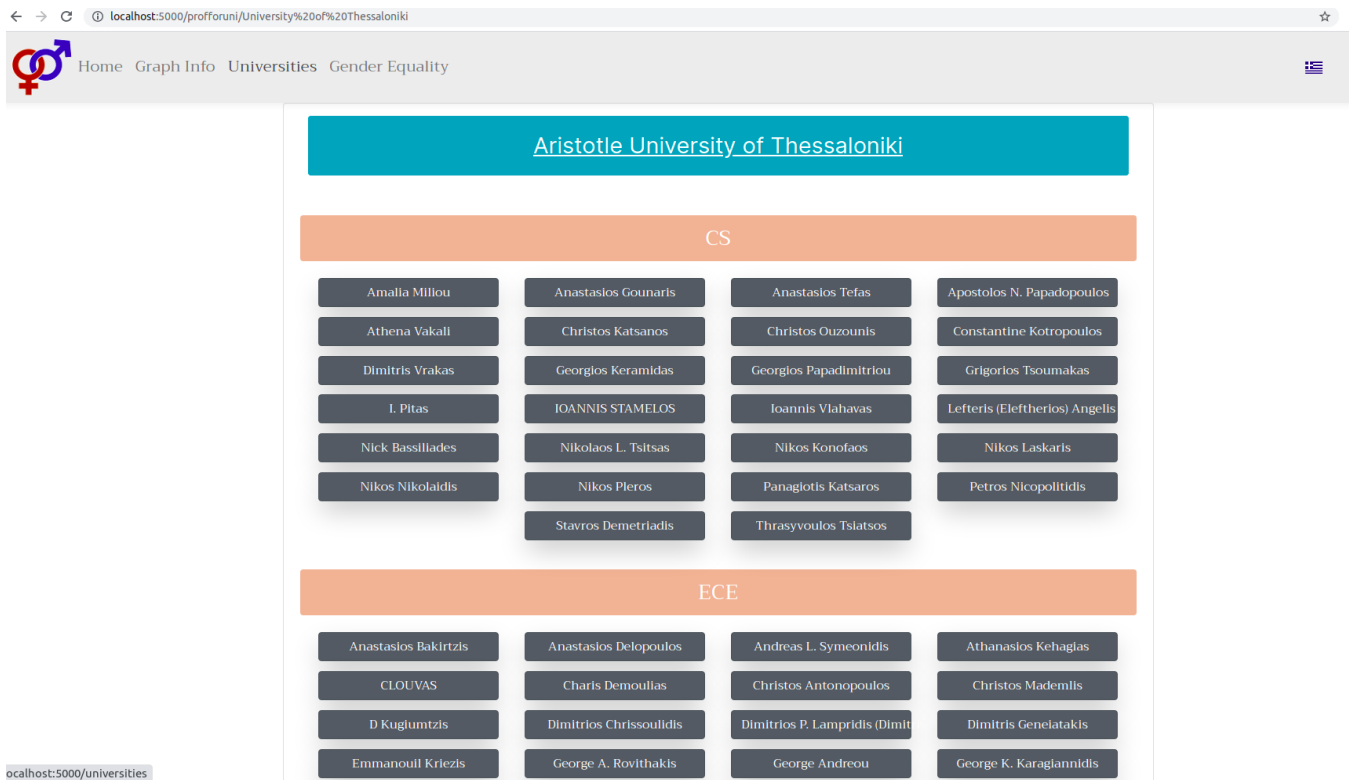 localhost:5000/profforuni/University%20of%20Thessaloniki
Home Graph Info Universities Gender Equality
Aristotle University of Thessaloniki
CS
Amalia Miliou Anastasios Gounaris Anastasios Tefas Apostolos N. Papadopoulos
Athena Vakali Christos Katsanos Christos Ouzounis Constantine Kotropoulos
Dimitris Vrakas Georgios Keramidas Georgios Papadimitriou Grigorios Tsoumakas
I. Pitas IOANNIS STAMELOS Ioannis Vlahavas Lefteris (Eleftherios) Angelis
Nick Bassiliades Nikolaos L. Tsitsas Nikos Konofaos Nikos Laskaris
Nikos Nikolaidis Nikos Pleros Panagiotis Katsaros Petros Nicopolitidis
Stavros Demetriadis Thrasyvoulos Tsiatsos
ECE
Anastasios Bakirtzis Anastasios Delopoulos Andreas L. Symeonidis Athanasios Kehagias
CLOUVAS Charis Demoulias Christos Antonopoulos Christos Mademlis
D Kugiumtzis Dimitrios Chrissoulidis Dimitrios P. Lampridis (Dimit Dimitris Geneiatakis
Emmanouil Kriezis George A. Rovithakis George Andreou George K. Karagiannidis
ocalhost:5000/universities